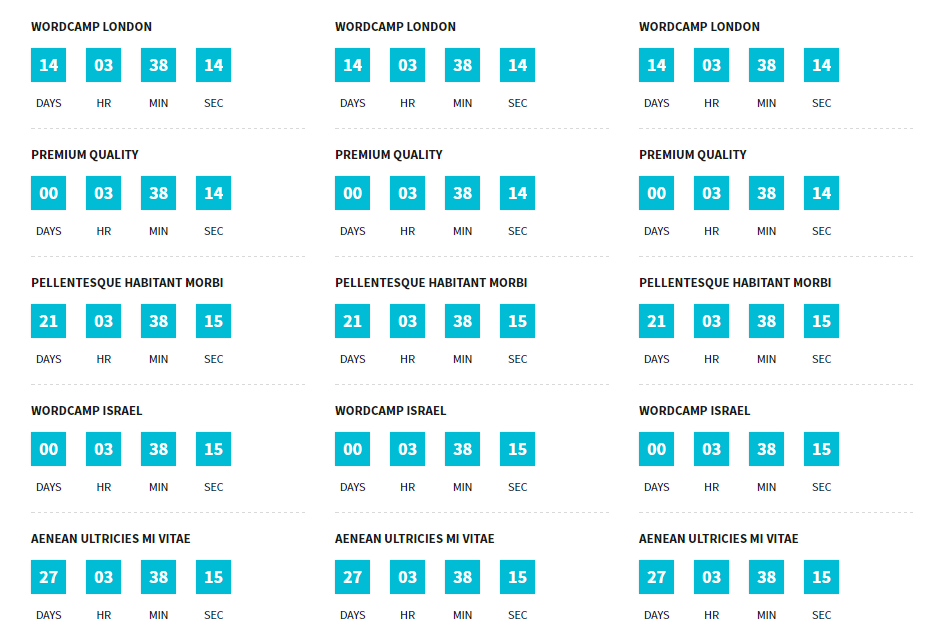 WORDCAMP LONDON
14 03 38 14
DAYS HR MIN SEC
PREMIUM QUALITY
00 03 38 14
DAYS HR MIN SEC
PELLENTESQUE HABITANT MORBI
21 03 38 15
DAYS HR MIN SEC
WORDCAMP ISRAEL
00 03 38 15
DAYS HR MIN SEC
AENEAN ULTRICIES MI VITAE
27 03 38 15
DAYS HR MIN SEC
WORDCAMP LONDON
14 03 38 14
DAYS HR MIN SEC
PREMIUM QUALITY
00 03 38 14
DAYS HR MIN SEC
PELLENTESQUE HABITANT MORBI
21 03 38 15
DAYS HR MIN SEC
WORDCAMP ISRAEL
00 03 38 15
DAYS HR MIN SEC
AENEAN ULTRICIES MI VITAE
27 03 38 15
DAYS HR MIN SEC
WORDCAMP LONDON
14 03 38 14
DAYS HR MIN SEC
PREMIUM QUALITY
00 03 38 14
DAYS HR MIN SEC
PELLENTESQUE HABITANT MORBI
21 03 38 15
DAYS HR MIN SEC
WORDCAMP ISRAEL
00 03 38 15
DAYS HR MIN SEC
AENEAN ULTRICIES MI VITAE
27 03 38 15
DAYS HR MIN SEC